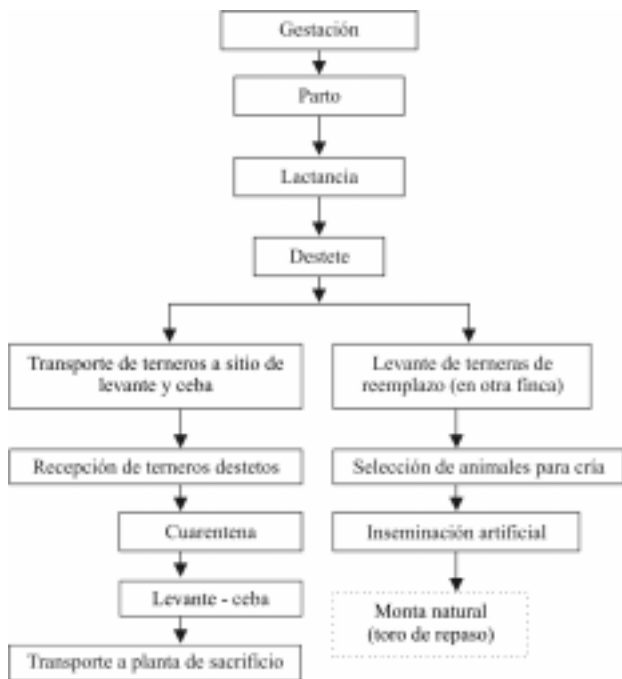 Gestación
Parto
Lactancia
Destete
Transporte de terneros a sitio de
levante y ceba
Levante de terneras de
reemplazo (en otra finca)
Recepción de terneros destetos
Selección de animales para cría
Cuarentena
Inseminación artificial
Levante - ceba
Monta natural
(toro de repaso)
Transporte a planta de sacrificio